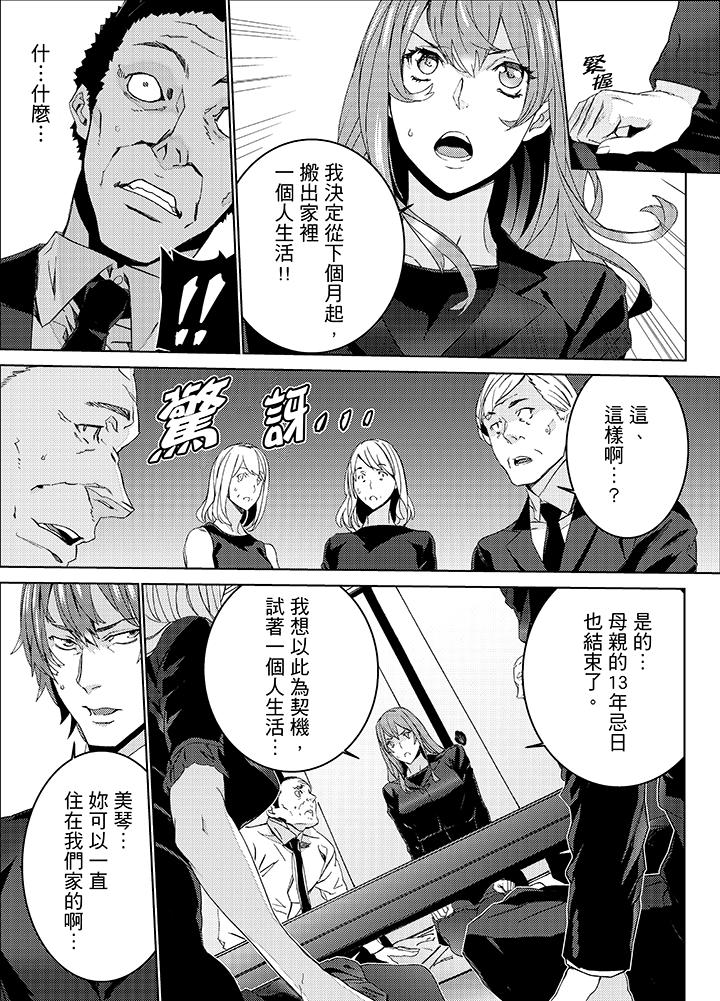 緊握
我決定從下個月起，
搬出家裡
一個人生活!!
什…什麼…
!!
這、
這樣啊…？
驚訝…
是的…
母親的13年忌日
也結束了。
我想以此為契機，
試著一個人生活…
美琴…
妳可以一直
住在我們家的啊…